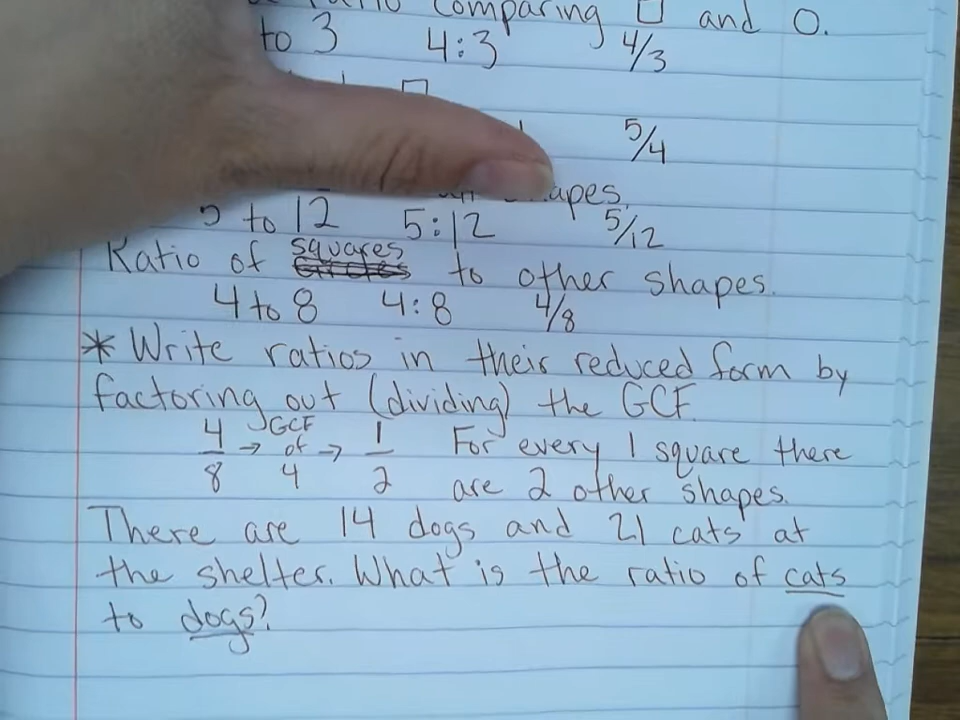 ratio comparing □ and O.
to 3 4:3 4/3
□
5/4
5 to 12 5:12 5/12
Ratio of squares to other shapes.
4 to 8 4:8 4/8
* Write ratios in their reduced form by
factoring out (dividing) the GCF.
4/8 → GCF of 4 → 1/2 For every 1 square there
are 2 other shapes.
There are 14 dogs and 21 cats at
the shelter. What is the ratio of cats
to dogs?